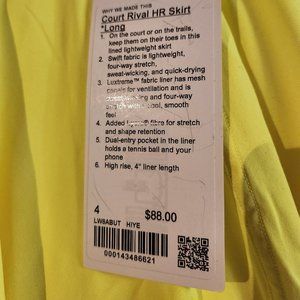 WHY WE MADE THIS
Court Rival HR Skirt
*Long
1 On the court or on the trails,
keep them on their toes in this
lined lightweight skirt
2 Swift fabric is lightweight,
four-way stretch,
sweat-wicking, and quick-drying
3 Luxtreme™ fabric liner has mesh
panels for ventilation and is
and four-way
stretch with cool, smooth
feel
4 Added fibre for stretch
and shape retention
5 Dual-entry pocket in the liner
holds a tennis ball and your
phone
6 High rise, 4" liner length
4
$88.00
LW8ABUT HIYE
000143486621